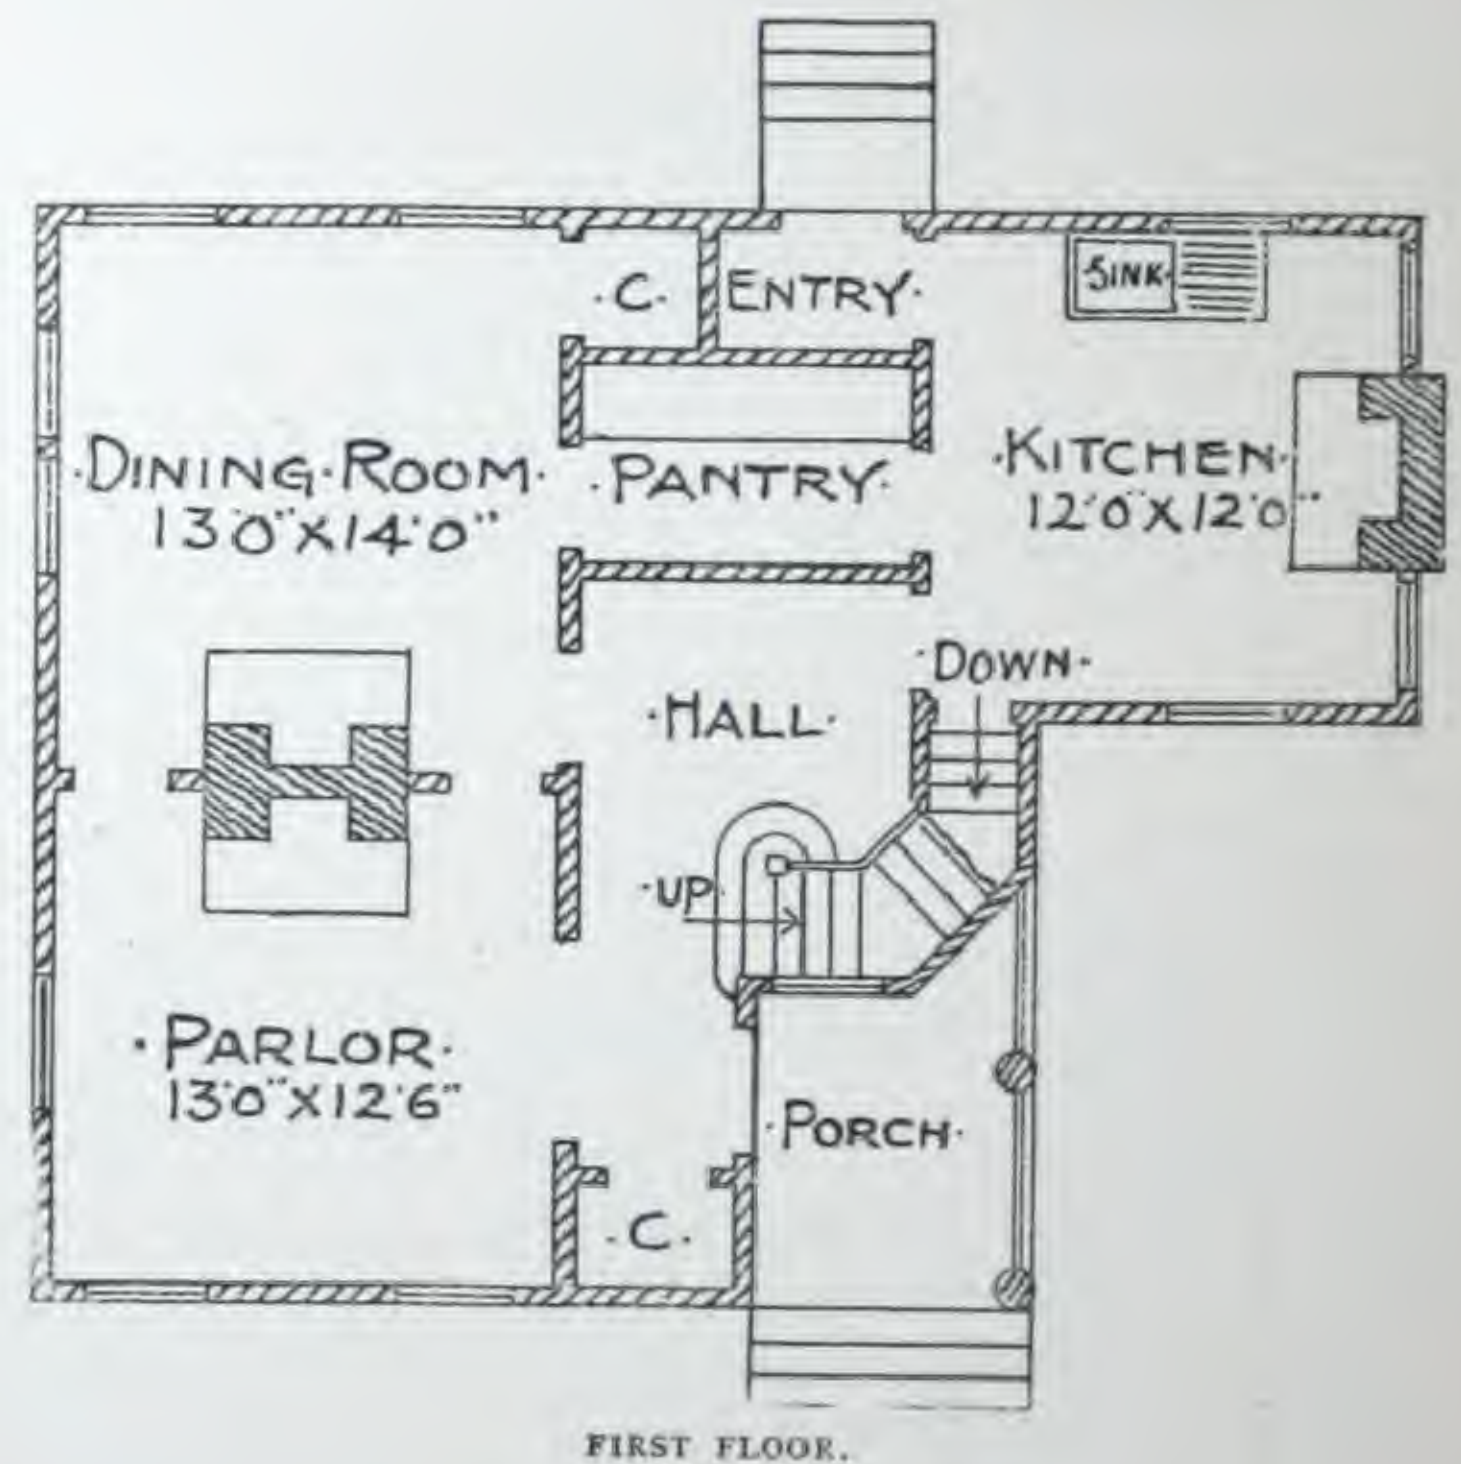 ·C·
ENTRY·
·SINK·
·DINING·ROOM·
13'0"X14'0"
·PANTRY·
·KITCHEN·
12'0"X12'0"
·DOWN·
·HALL·
·UP·
·PARLOR·
13'0"X12'6"
·PORCH·
·C·
FIRST FLOOR.